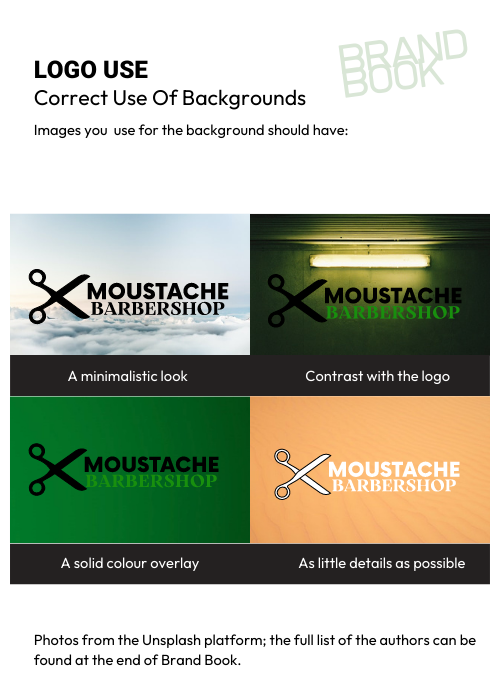 BRAND
BOOK
LOGO USE
Correct Use Of Backgrounds
Images you  use for the background should have:
MOUSTACHE
BARBERSHOP
MOUSTACHE
BARBERSHOP
A minimalistic look
Contrast with the logo
MOUSTACHE
BARBERSHOP
MOUSTACHE
BARBERSHOP
A solid colour overlay
As little details as possible
Photos from the Unsplash platform; the full list of the authors can be
found at the end of Brand Book.